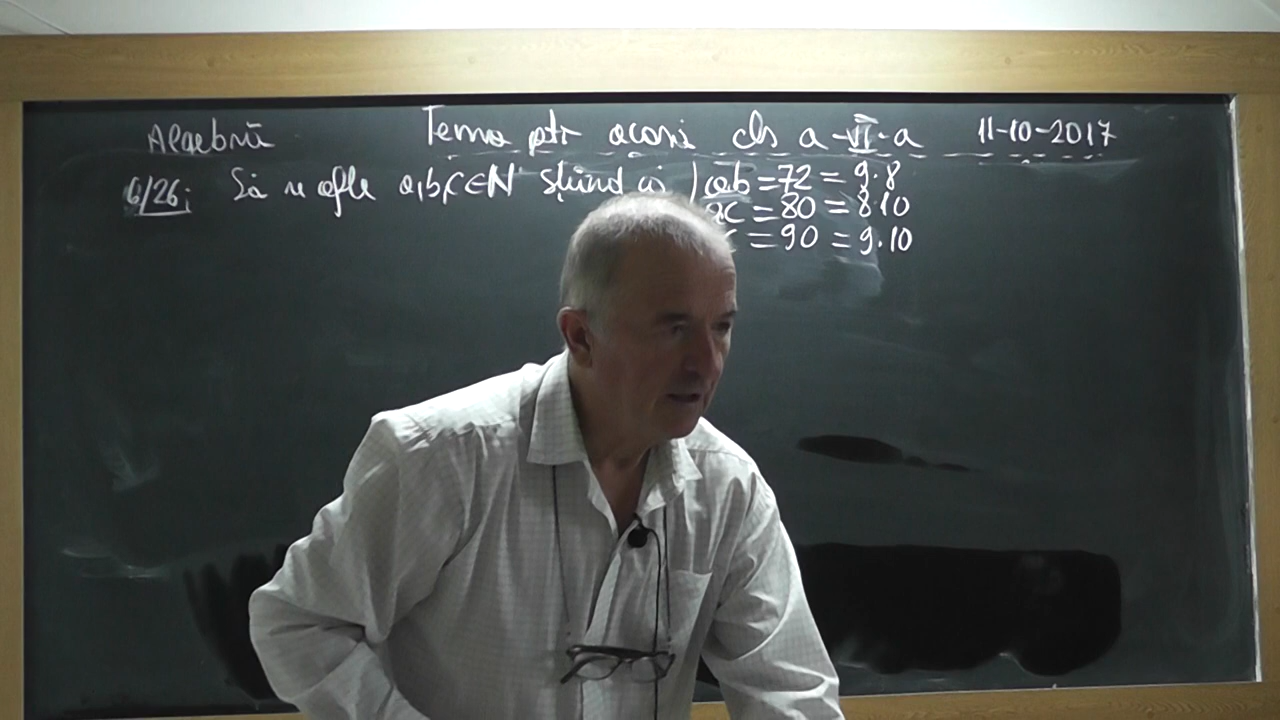 Algebră Tema ptr acasă cls a-VI-a 11-10-2017
6/26; Să se afle a,b,c∈N știind că ab = 72 = 9·8
ac = 80 = 8·10
= 90 = 9·10